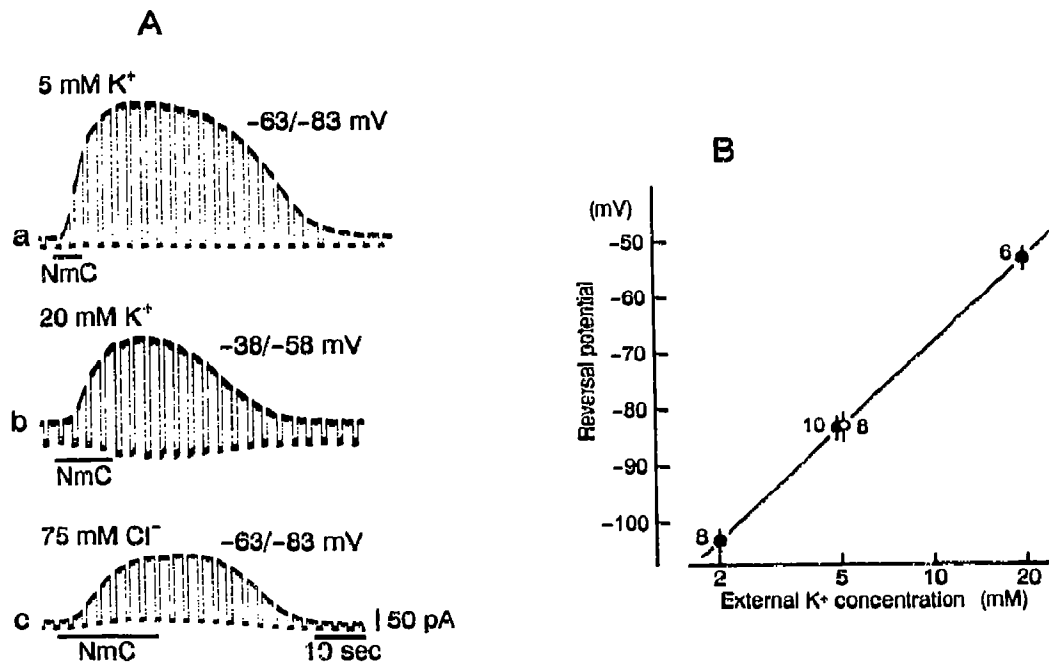 A
5 mM K⁺
-63/-83 mV
a
NmC
20 mM K⁺
-38/-58 mV
b
NmC
75 mM Cl⁻
-63/-83 mV
c
NmC
50 pA
10 sec
B
(mV)
Reversal potential
-50
-60
-70
-80
-90
-100
6
10
8
8
2
5
10
20
External K+ concentration (mM)